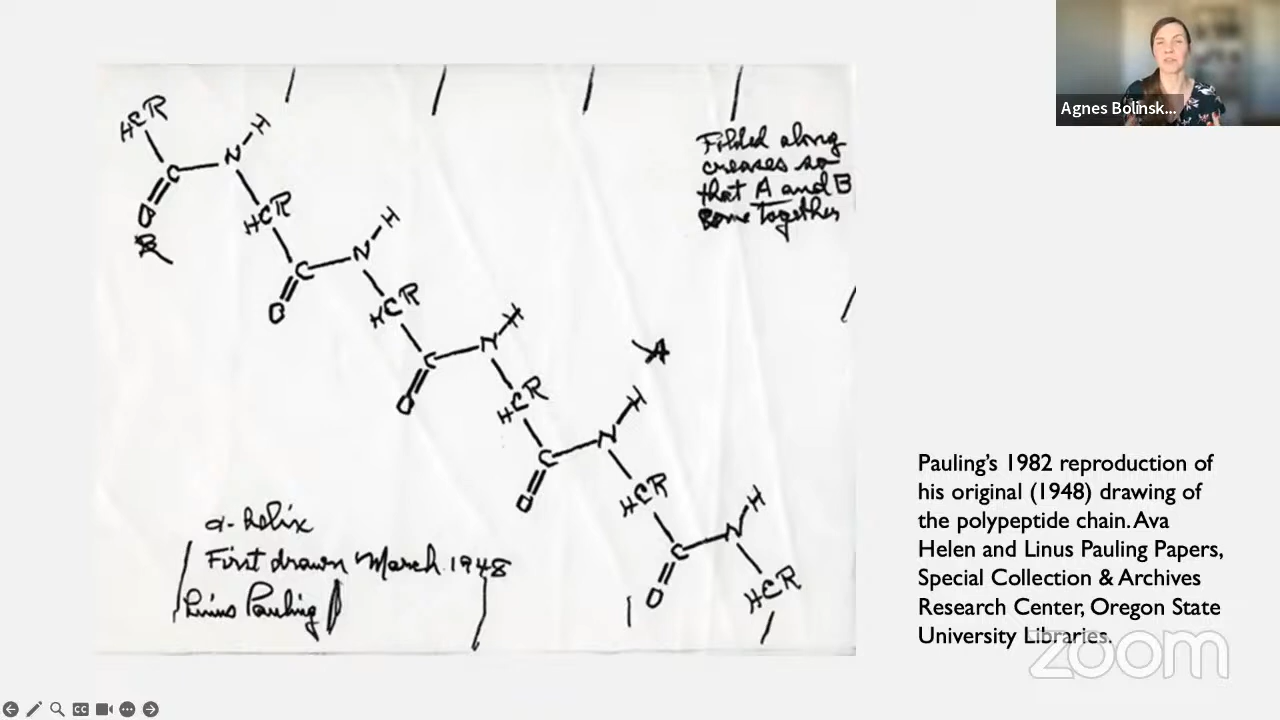 Agnes Bolinsk...
HCR
N
H
C
O
HCR
N
H
C
O
HCR
N
H
C
O
HCR
N
H
C
O
HCR
N
H
C
O
HCR
A
Folded along
creases so
that A and B
come together
α-helix
First drawn March 1948
Linus Pauling
Pauling's 1982 reproduction of
his original (1948) drawing of
the polypeptide chain. Ava
Helen and Linus Pauling Papers,
Special Collection & Archives
Research Center, Oregon State
University Libraries.
zoom
CC